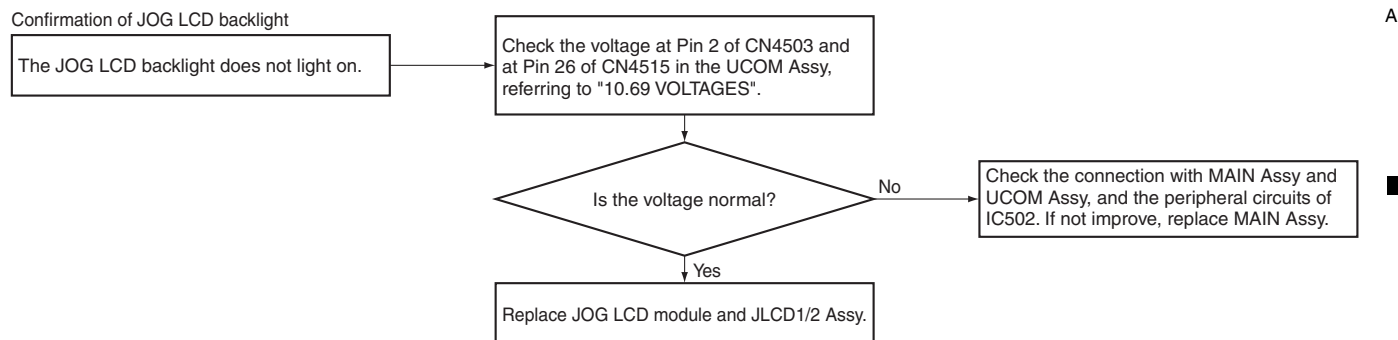 Confirmation of JOG LCD backlight
A
The JOG LCD backlight does not light on.
Check the voltage at Pin 2 of CN4503 and
at Pin 26 of CN4515 in the UCOM Assy,
referring to "10.69 VOLTAGES".
Is the voltage normal?
No
Check the connection with MAIN Assy and
UCOM Assy, and the peripheral circuits of
IC502. If not improve, replace MAIN Assy.
Yes
Replace JOG LCD module and JLCD1/2 Assy.